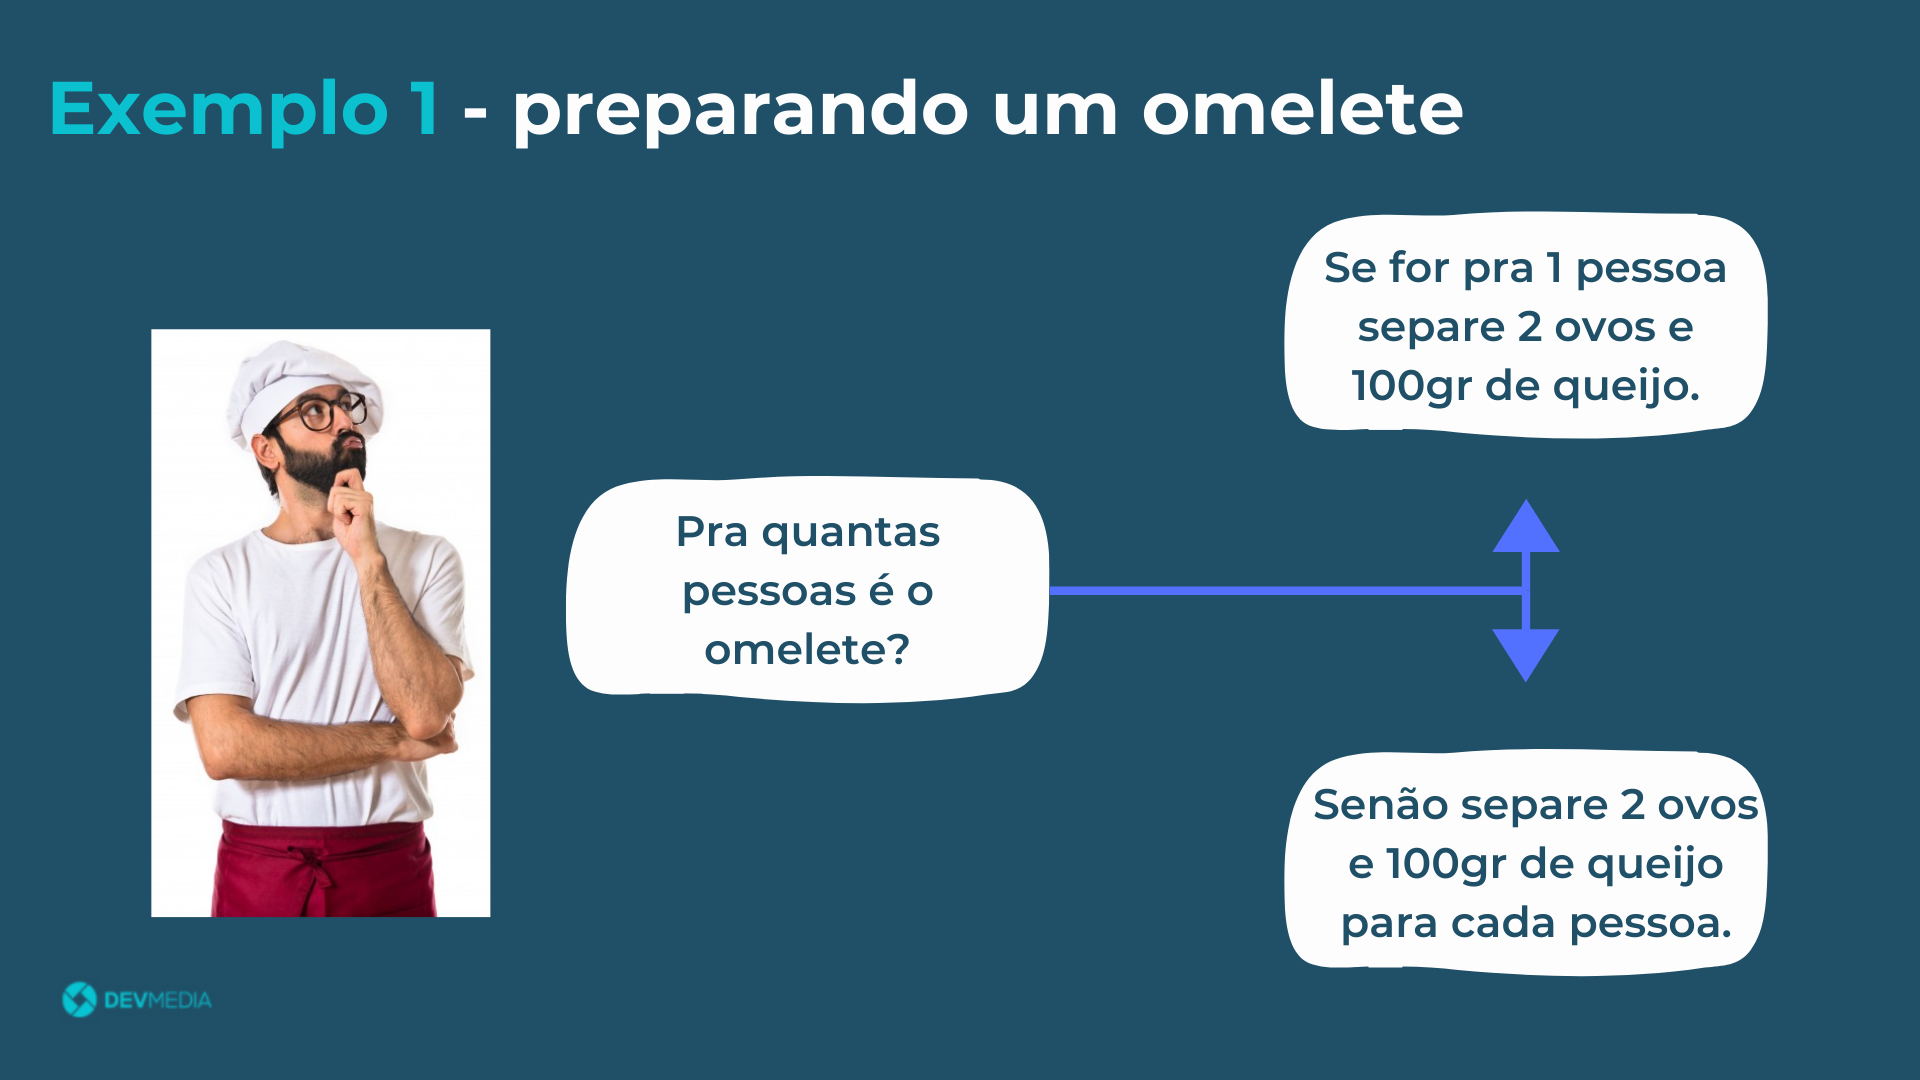 Exemplo 1 - preparando um omelete
Pra quantas
pessoas é o
omelete?
Se for pra 1 pessoa
separe 2 ovos e
100gr de queijo.
Senão separe 2 ovos
e 100gr de queijo
para cada pessoa.
DEVMEDIA